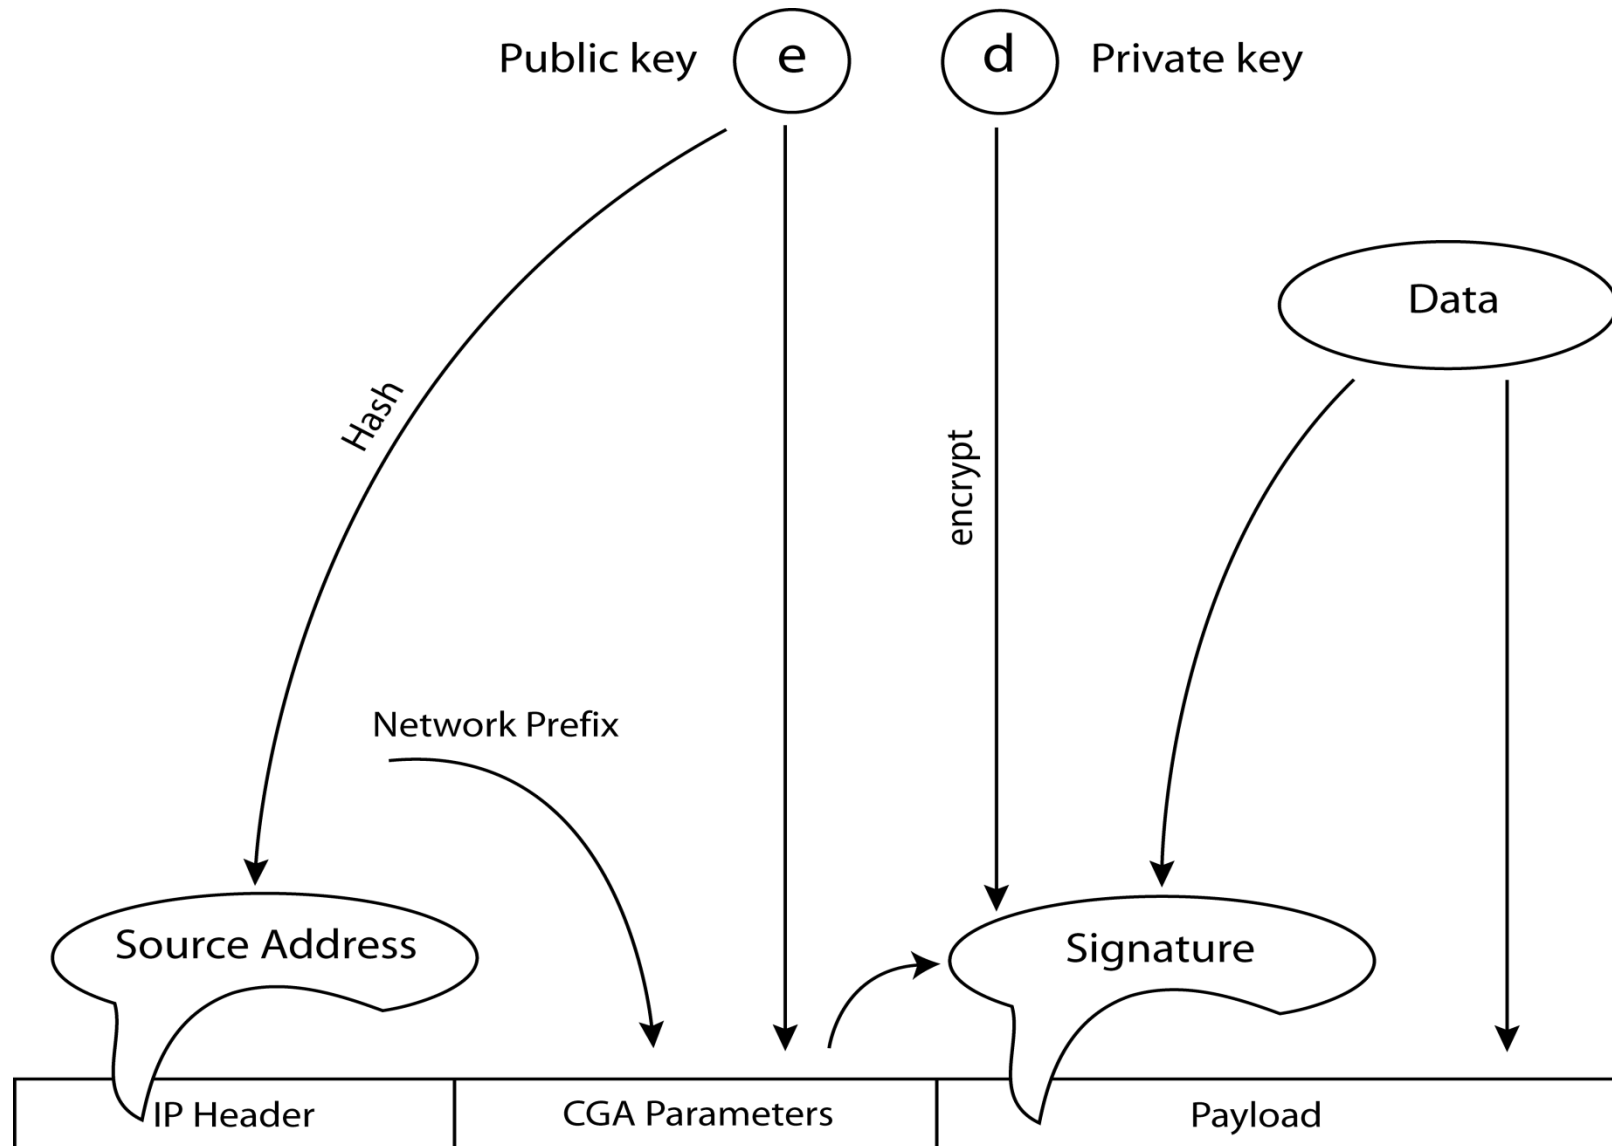 Public key
e
d
Private key
Data
Hash
encrypt
Network Prefix
Source Address
Signature
IP Header
CGA Parameters
Payload